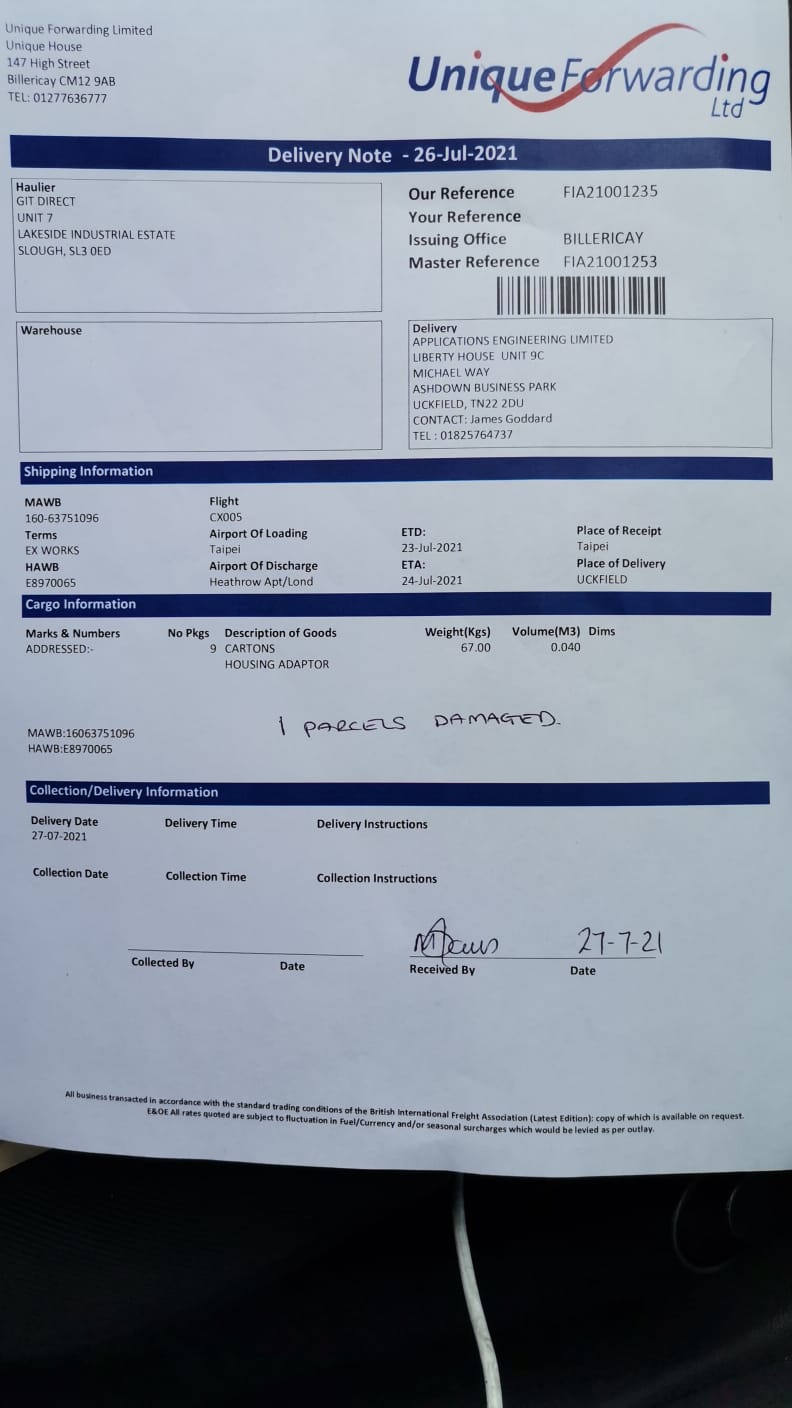 Unique Forwarding Limited
Unique House
147 High Street
Billericay CM12 9AB
TEL: 01277636777
UniqueForwarding
Ltd
Delivery Note - 26-Jul-2021
Haulier
GIT DIRECT
UNIT 7
LAKESIDE INDUSTRIAL ESTATE
SLOUGH, SL3 0ED
Our Reference FIA21001235
Your Reference
Issuing Office BILLERICAY
Master Reference FIA21001253
Warehouse
Delivery
APPLICATIONS ENGINEERING LIMITED
LIBERTY HOUSE UNIT 9C
MICHAEL WAY
ASHDOWN BUSINESS PARK
UCKFIELD, TN22 2DU
CONTACT: James Goddard
TEL : 01825764737
Shipping Information
MAWB Flight
160-63751096 CX005
Terms Airport Of Loading ETD: Place of Receipt
EX WORKS Taipei 23-Jul-2021 Taipei
HAWB Airport Of Discharge ETA: Place of Delivery
E8970065 Heathrow Apt/Lond 24-Jul-2021 UCKFIELD
Cargo Information
Marks & Numbers No Pkgs Description of Goods Weight(Kgs) Volume(M3) Dims
ADDRESSED:- 9 CARTONS 67.00 0.040
HOUSING ADAPTOR
1 PARCELS DAMAGED.
MAWB:16063751096
HAWB:E8970065
Collection/Delivery Information
Delivery Date Delivery Time Delivery Instructions
27-07-2021
Collection Date Collection Time Collection Instructions
27-7-21
Collected By Date Received By Date
All business transacted in accordance with the standard trading conditions of the British International Freight Association (Latest Edition): copy of which is available on request.
E&OE All rates quoted are subject to fluctuation in Fuel/Currency and/or seasonal surcharges which would be levied as per outlay.